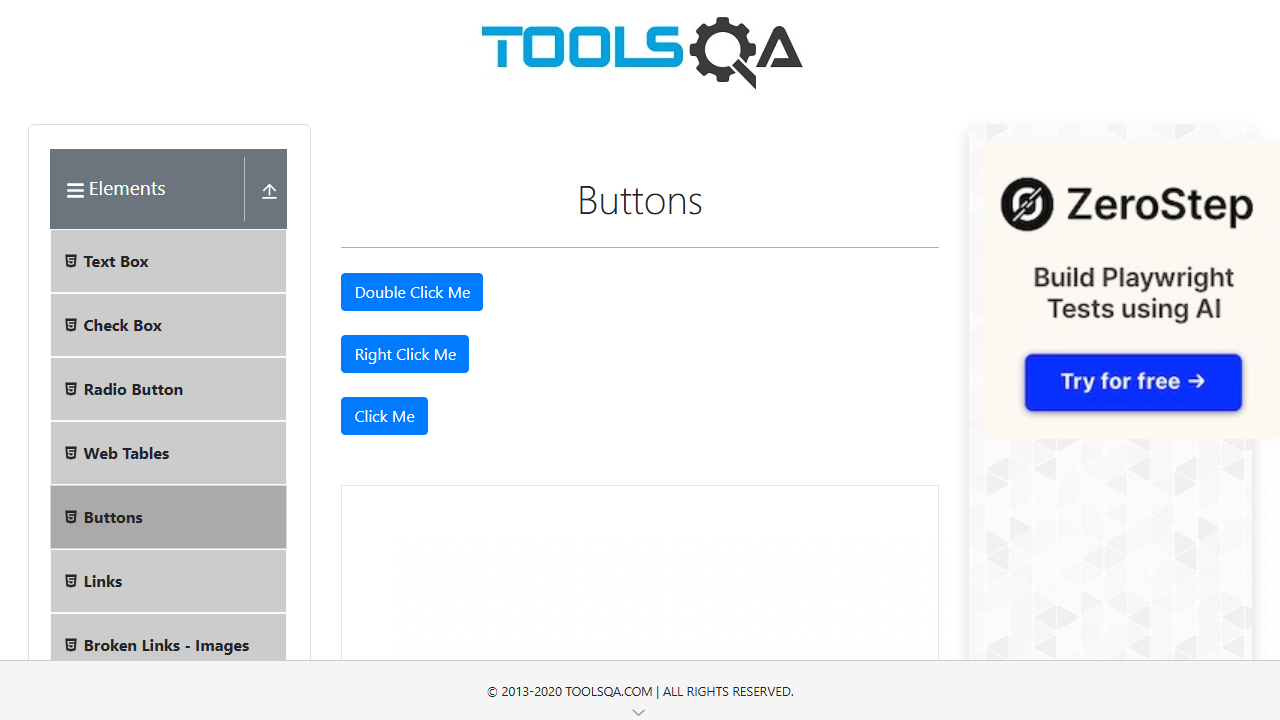 TOOLSQA
Elements
Text Box
Check Box
Radio Button
Web Tables
Buttons
Links
Broken Links - Images
Buttons
Double Click Me
Right Click Me
Click Me
ZeroStep
Build Playwright
Tests using AI
Try for free →
© 2013-2020 TOOLSQA.COM | ALL RIGHTS RESERVED.